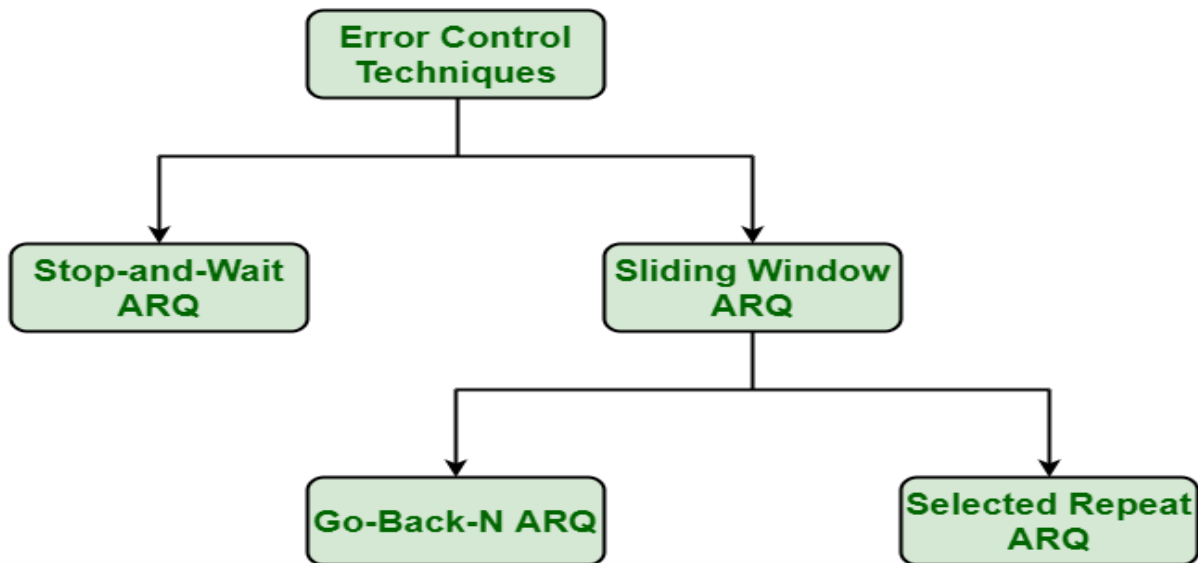 Error Control
Techniques
Stop-and-Wait
ARQ
Sliding Window
ARQ
Go-Back-N ARQ
Selected Repeat
ARQ